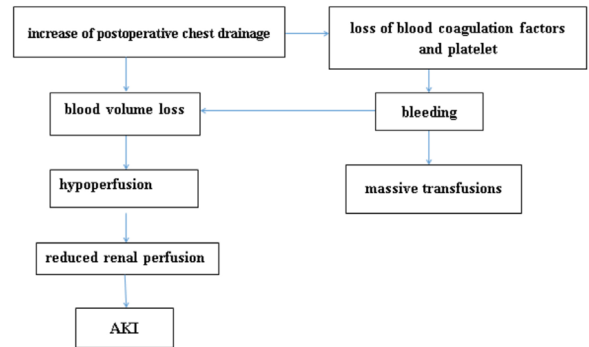 increase of postoperative chest drainage
loss of blood coagulation factors
and platelet
blood volume loss
bleeding
hypoperfusion
massive transfusions
reduced renal perfusion
AKI